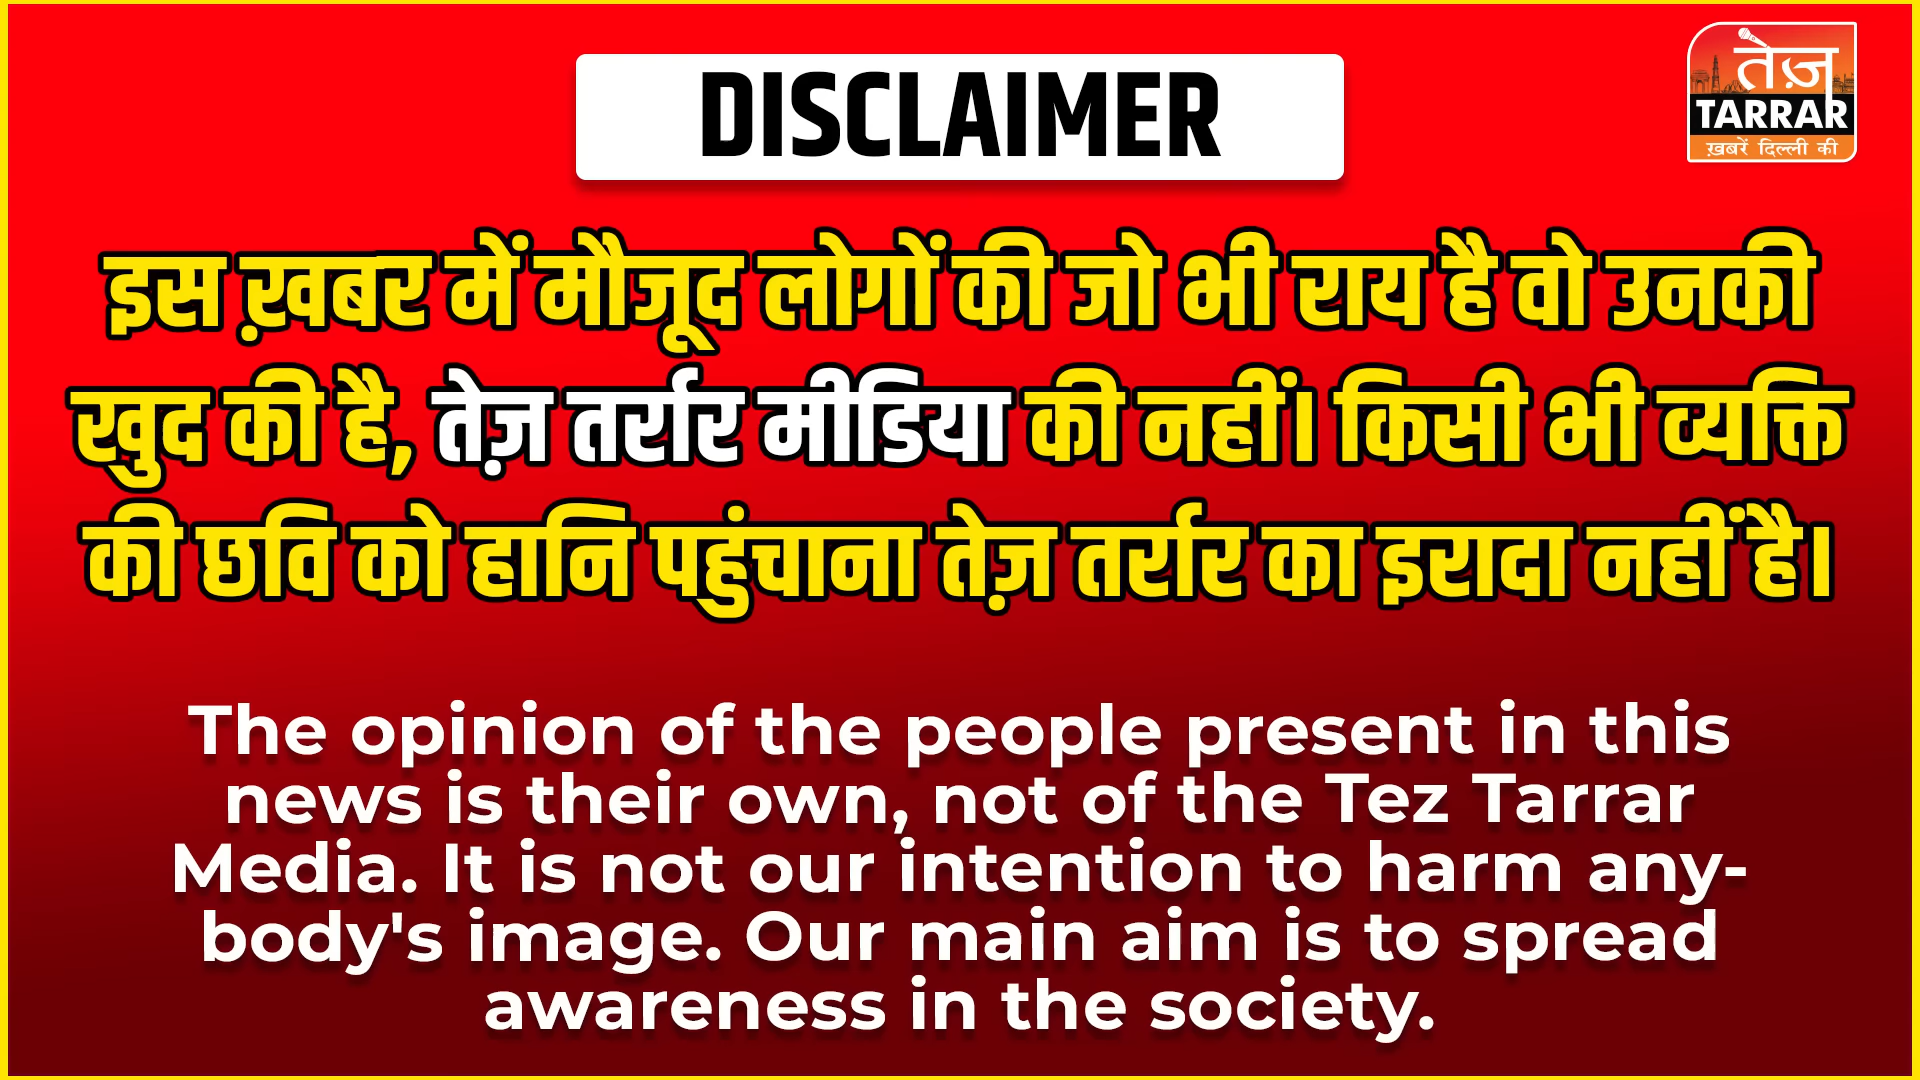 DISCLAIMER
तेज़
TARRAR
ख़बरें दिल्ली की
इस ख़बर में मौजूद लोगों की जो भी राय है वो उनकी
खुद की है, तेज़ तर्रार मीडिया की नहीं। किसी भी व्यक्ति
की छवि को हानि पहुंचाना तेज़ तर्रार का इरादा नहीं है।
The opinion of the people present in this
news is their own, not of the Tez Tarrar
Media. It is not our intention to harm any-
body's image. Our main aim is to spread
awareness in the society.